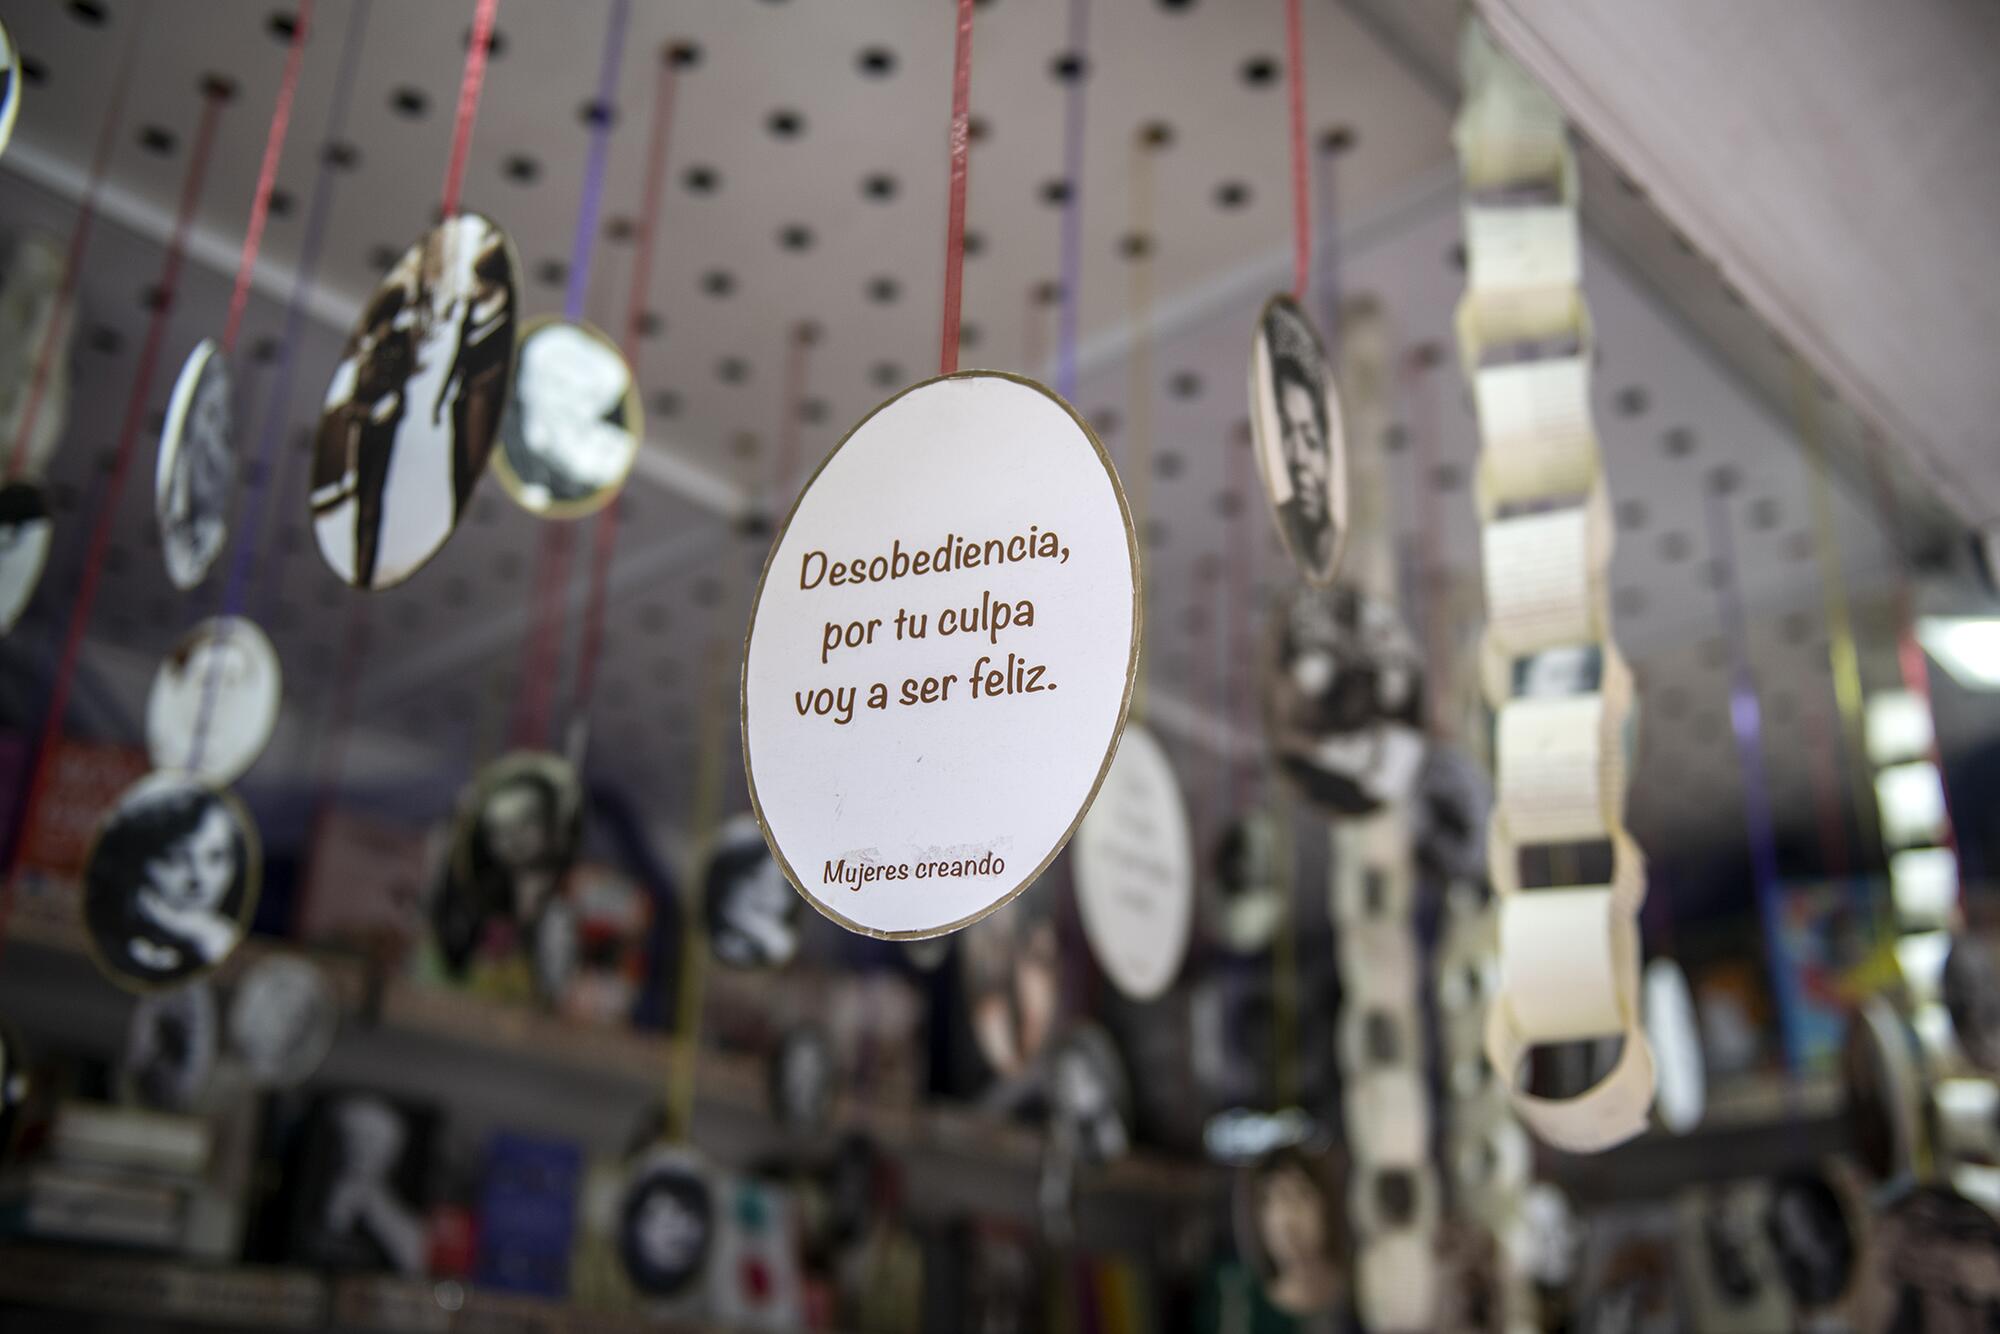 Desobediencia,
por tu culpa
voy a ser feliz.
Mujeres creando